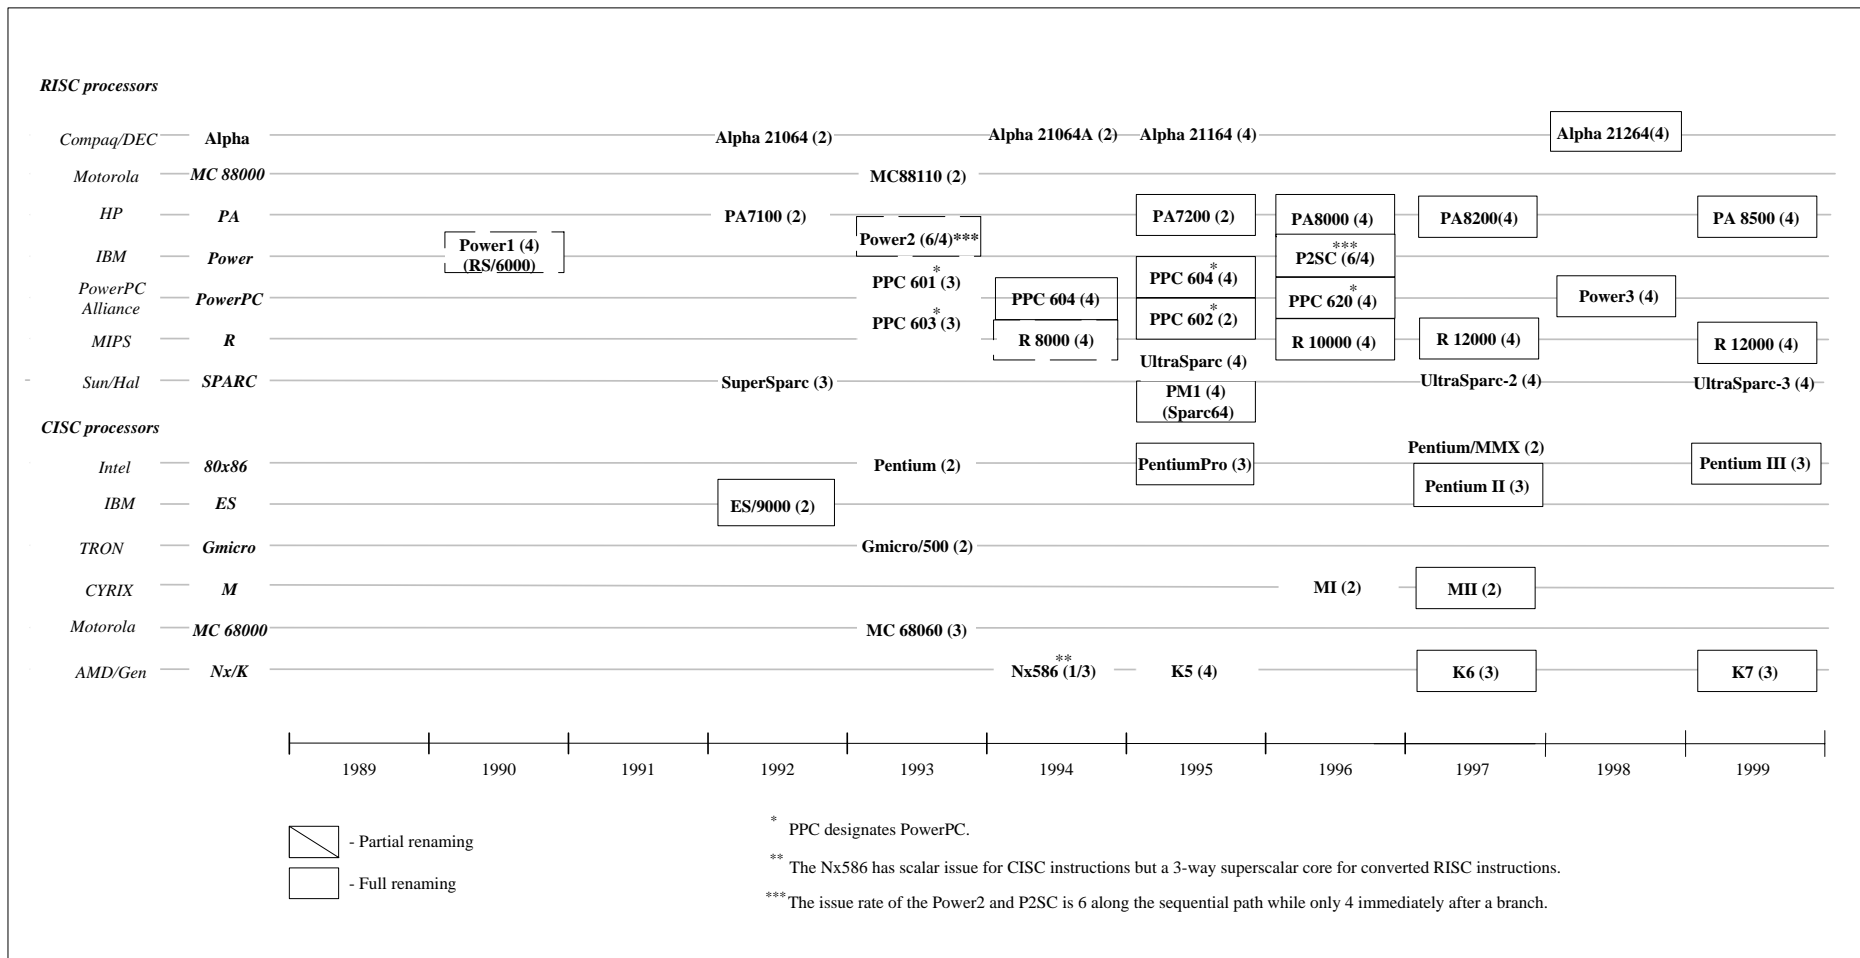 RISC processors
Compaq/DEC Alpha Alpha 21064 (2) Alpha 21064A (2) Alpha 21164 (4) Alpha 21264(4)
Motorola MC 88000 MC88110 (2)
HP PA PA7100 (2) PA7200 (2) PA8000 (4) PA8200(4) PA 8500 (4)
IBM Power Power1 (4) (RS/6000) Power2 (6/4)*** P2SC (6/4) ***
PowerPC Alliance PowerPC PPC 601 (3) * PPC 603 (3) * PPC 604 (4) PPC 604 (4) * PPC 602 (2) * PPC 620 (4) * Power3 (4)
MIPS R R 8000 (4) R 10000 (4) R 12000 (4) R 12000 (4)
Sun/Hal SPARC SuperSparc (3) UltraSparc (4) PM1 (4) (Sparc64) UltraSparc-2 (4) UltraSparc-3 (4)
CISC processors
Intel 80x86 Pentium (2) PentiumPro (3) Pentium/MMX (2) Pentium II (3) Pentium III (3)
IBM ES ES/9000 (2)
TRON Gmicro Gmicro/500 (2)
CYRIX M MI (2) MII (2)
Motorola MC 68000 MC 68060 (3)
AMD/Gen Nx/K Nx586 (1/3) ** K5 (4) K6 (3) K7 (3)
1989 1990 1991 1992 1993 1994 1995 1996 1997 1998 1999
- Partial renaming
- Full renaming
* PPC designates PowerPC.
** The Nx586 has scalar issue for CISC instructions but a 3-way superscalar core for converted RISC instructions.
*** The issue rate of the Power2 and P2SC is 6 along the sequential path while only 4 immediately after a branch.